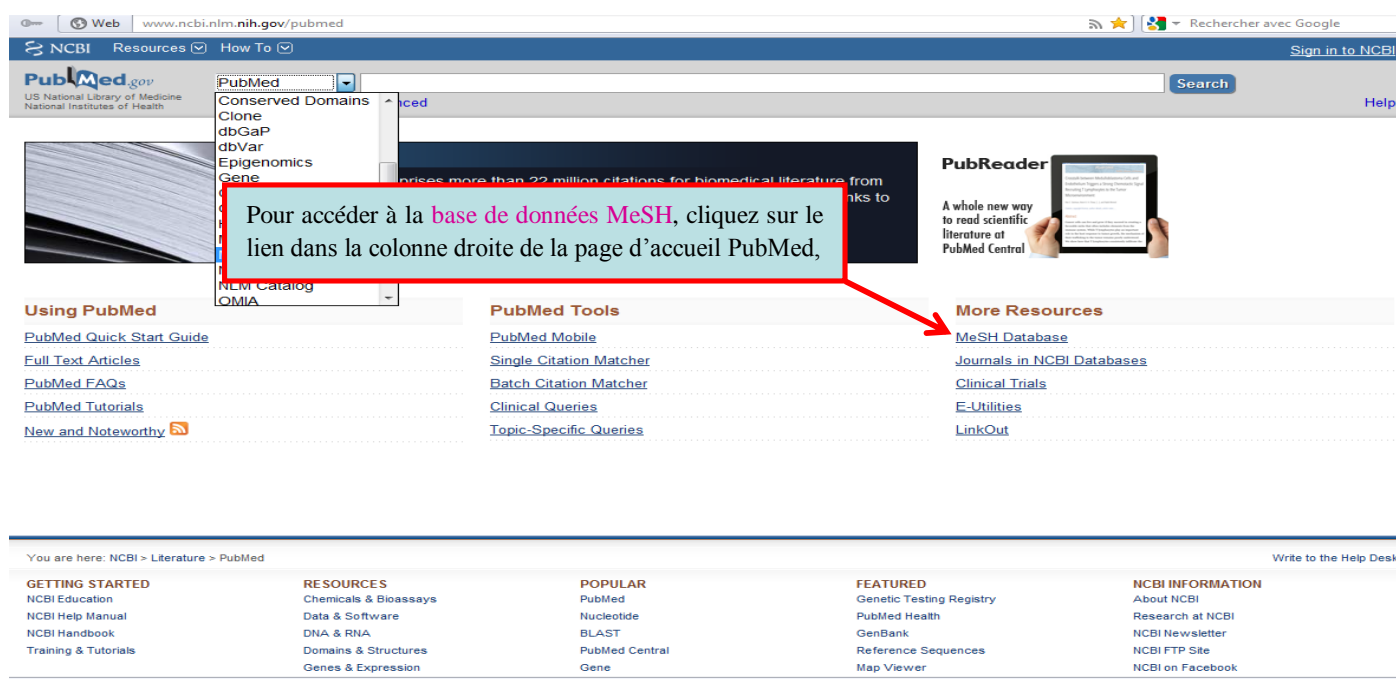 Web www.ncbi.nlm.nih.gov/pubmed Rechercher avec Google
NCBI Resources How To Sign in to NCBI
PubMed.gov
US National Library of Medicine
National Institutes of Health
PubMed Search
Help
Conserved Domains
Clone
dbGaP
dbVar
Epigenomics
Gene
NLM Catalog
OMIA
more than 22 million citations for biomedical literature from
to
Pour accéder à la base de données MeSH, cliquez sur le
lien dans la colonne droite de la page d'accueil PubMed,
PubReader
A whole new way
to read scientific
literature at
PubMed Central
Using PubMed
PubMed Quick Start Guide
Full Text Articles
PubMed FAQs
PubMed Tutorials
New and Noteworthy
PubMed Tools
PubMed Mobile
Single Citation Matcher
Batch Citation Matcher
Clinical Queries
Topic-Specific Queries
More Resources
MeSH Database
Journals in NCBI Databases
Clinical Trials
E-Utilities
LinkOut
You are here: NCBI > Literature > PubMed Write to the Help Desk
GETTING STARTED
NCBI Education
NCBI Help Manual
NCBI Handbook
Training & Tutorials
RESOURCES
Chemicals & Bioassays
Data & Software
DNA & RNA
Domains & Structures
Genes & Expression
POPULAR
PubMed
Nucleotide
BLAST
PubMed Central
Gene
FEATURED
Genetic Testing Registry
PubMed Health
GenBank
Reference Sequences
Map Viewer
NCBI INFORMATION
About NCBI
Research at NCBI
NCBI Newsletter
NCBI FTP Site
NCBI on Facebook